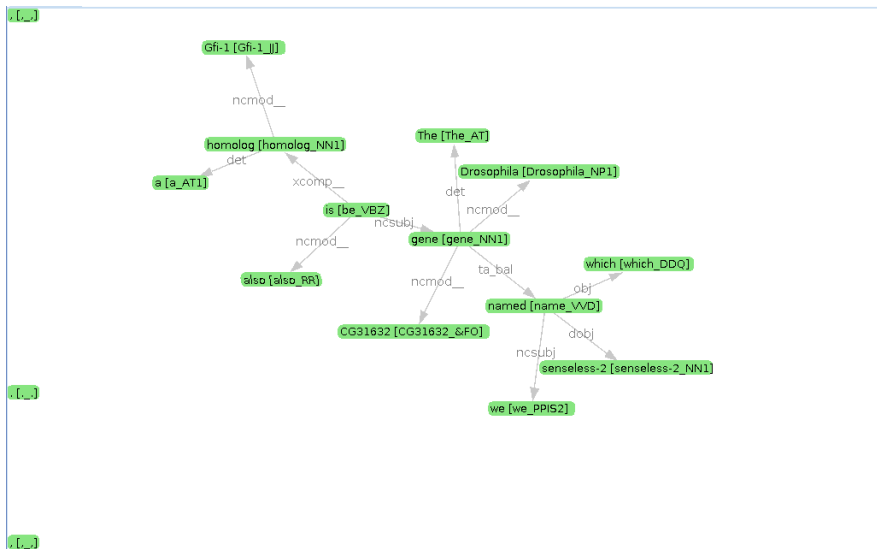 , [,_,]
Gfi-1 [Gfi-1_JJ]
ncmod__
The [The_AT]
homolog [homolog_NN1]
det
Drosophila [Drosophila_NP1]
a [a_AT1]
xcomp__
det
is [be_VBZ]
ncmod__
ncsubj
gene [gene_NN1]
ncmod__
which [which_DDQ]
ta_bal
also [also_RR]
ncmod__
obj
named [name_VVD]
CG31632 [CG31632_&FO]
dobj
ncsubj
senseless-2 [senseless-2_NN1]
. [._.]
we [we_PPIS2]
, [,_,]